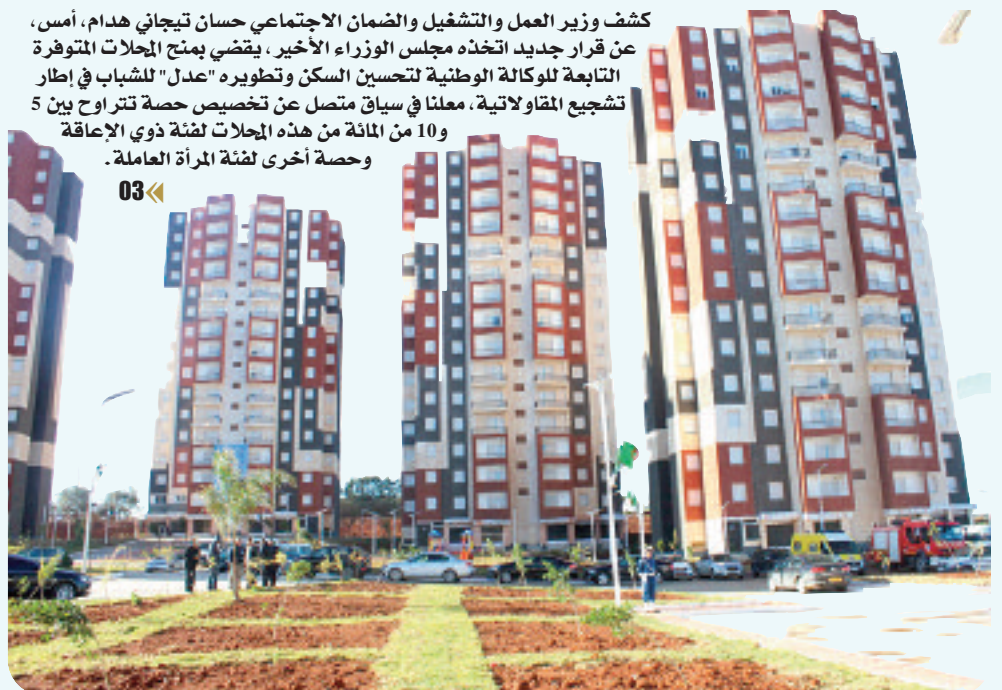 كشف وزير العمل والتشغيل والضمان الاجتماعي حسان تيجاني هدام، أمس،
عن قرار جديد اتخذه مجلس الوزراء الأخير، يقضي بمنح المحلات المتوفرة
التابعة للوكالة الوطنية لتحسين السكن وتطويره "عدل" للشباب في إطار
تشجيع المقاولاتية، معلنا في سياق متصل عن تخصيص حصة تتراوح بين 5
و10 من المائة من هذه المحلات لفئة ذوي الإعاقة
وحصة أخرى لفئة المرأة العاملة.
03